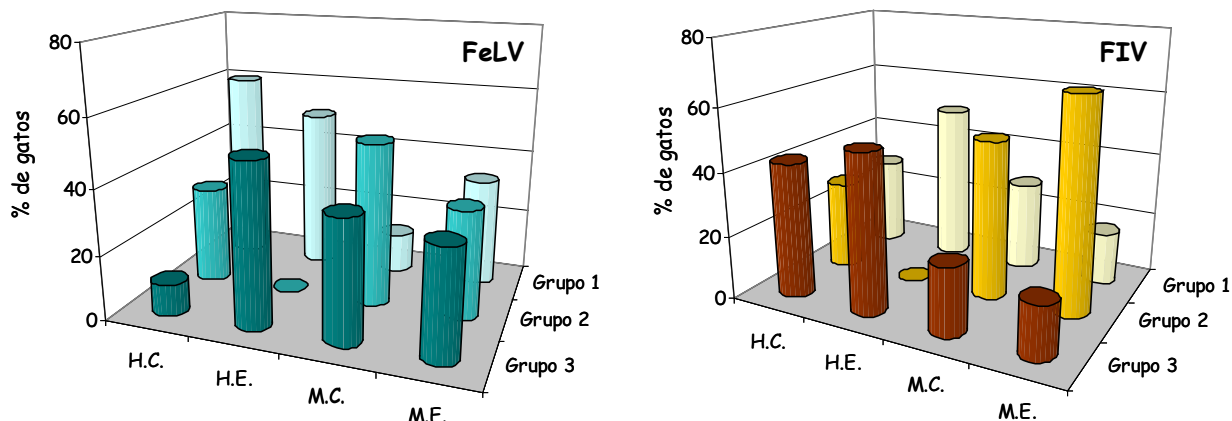 FeLV
% de gatos
80
60
40
20
0
H.C.
H.E.
M.C.
M.E.
Grupo 1
Grupo 2
Grupo 3
FIV
% de gatos
80
60
40
20
0
H.C.
H.E.
M.C.
M.E.
Grupo 1
Grupo 2
Grupo 3